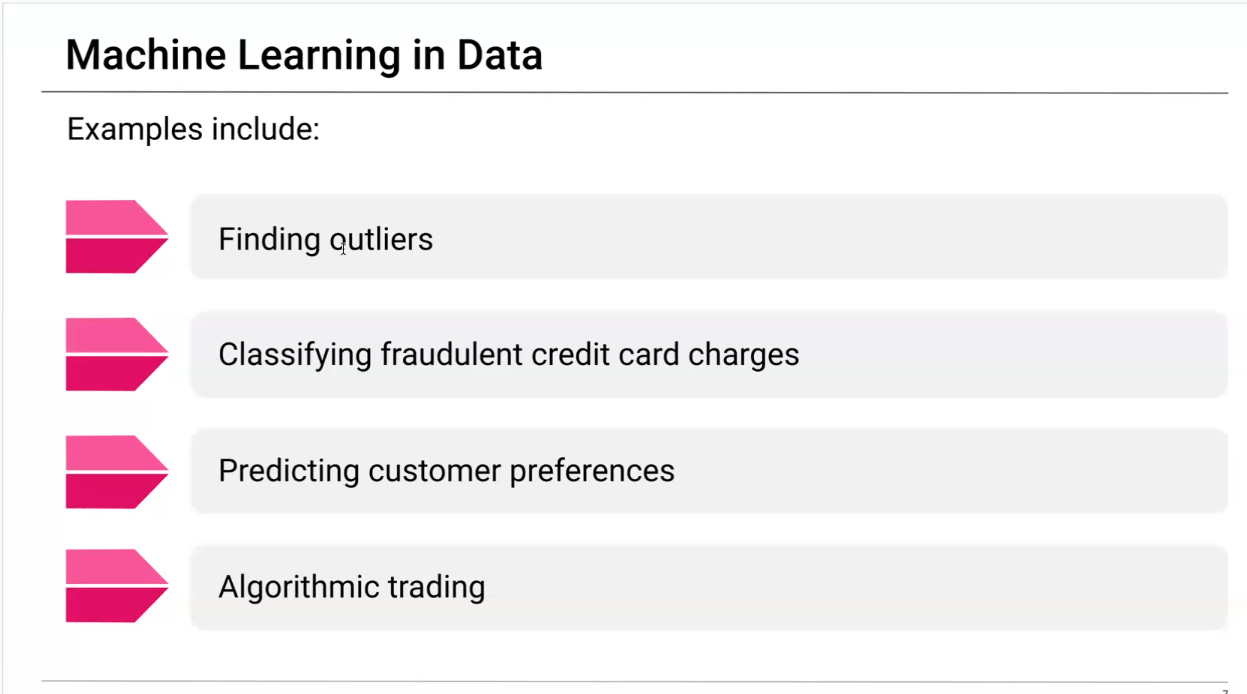 Machine Learning in Data
Examples include:
Finding outliers
Classifying fraudulent credit card charges
Predicting customer preferences
Algorithmic trading